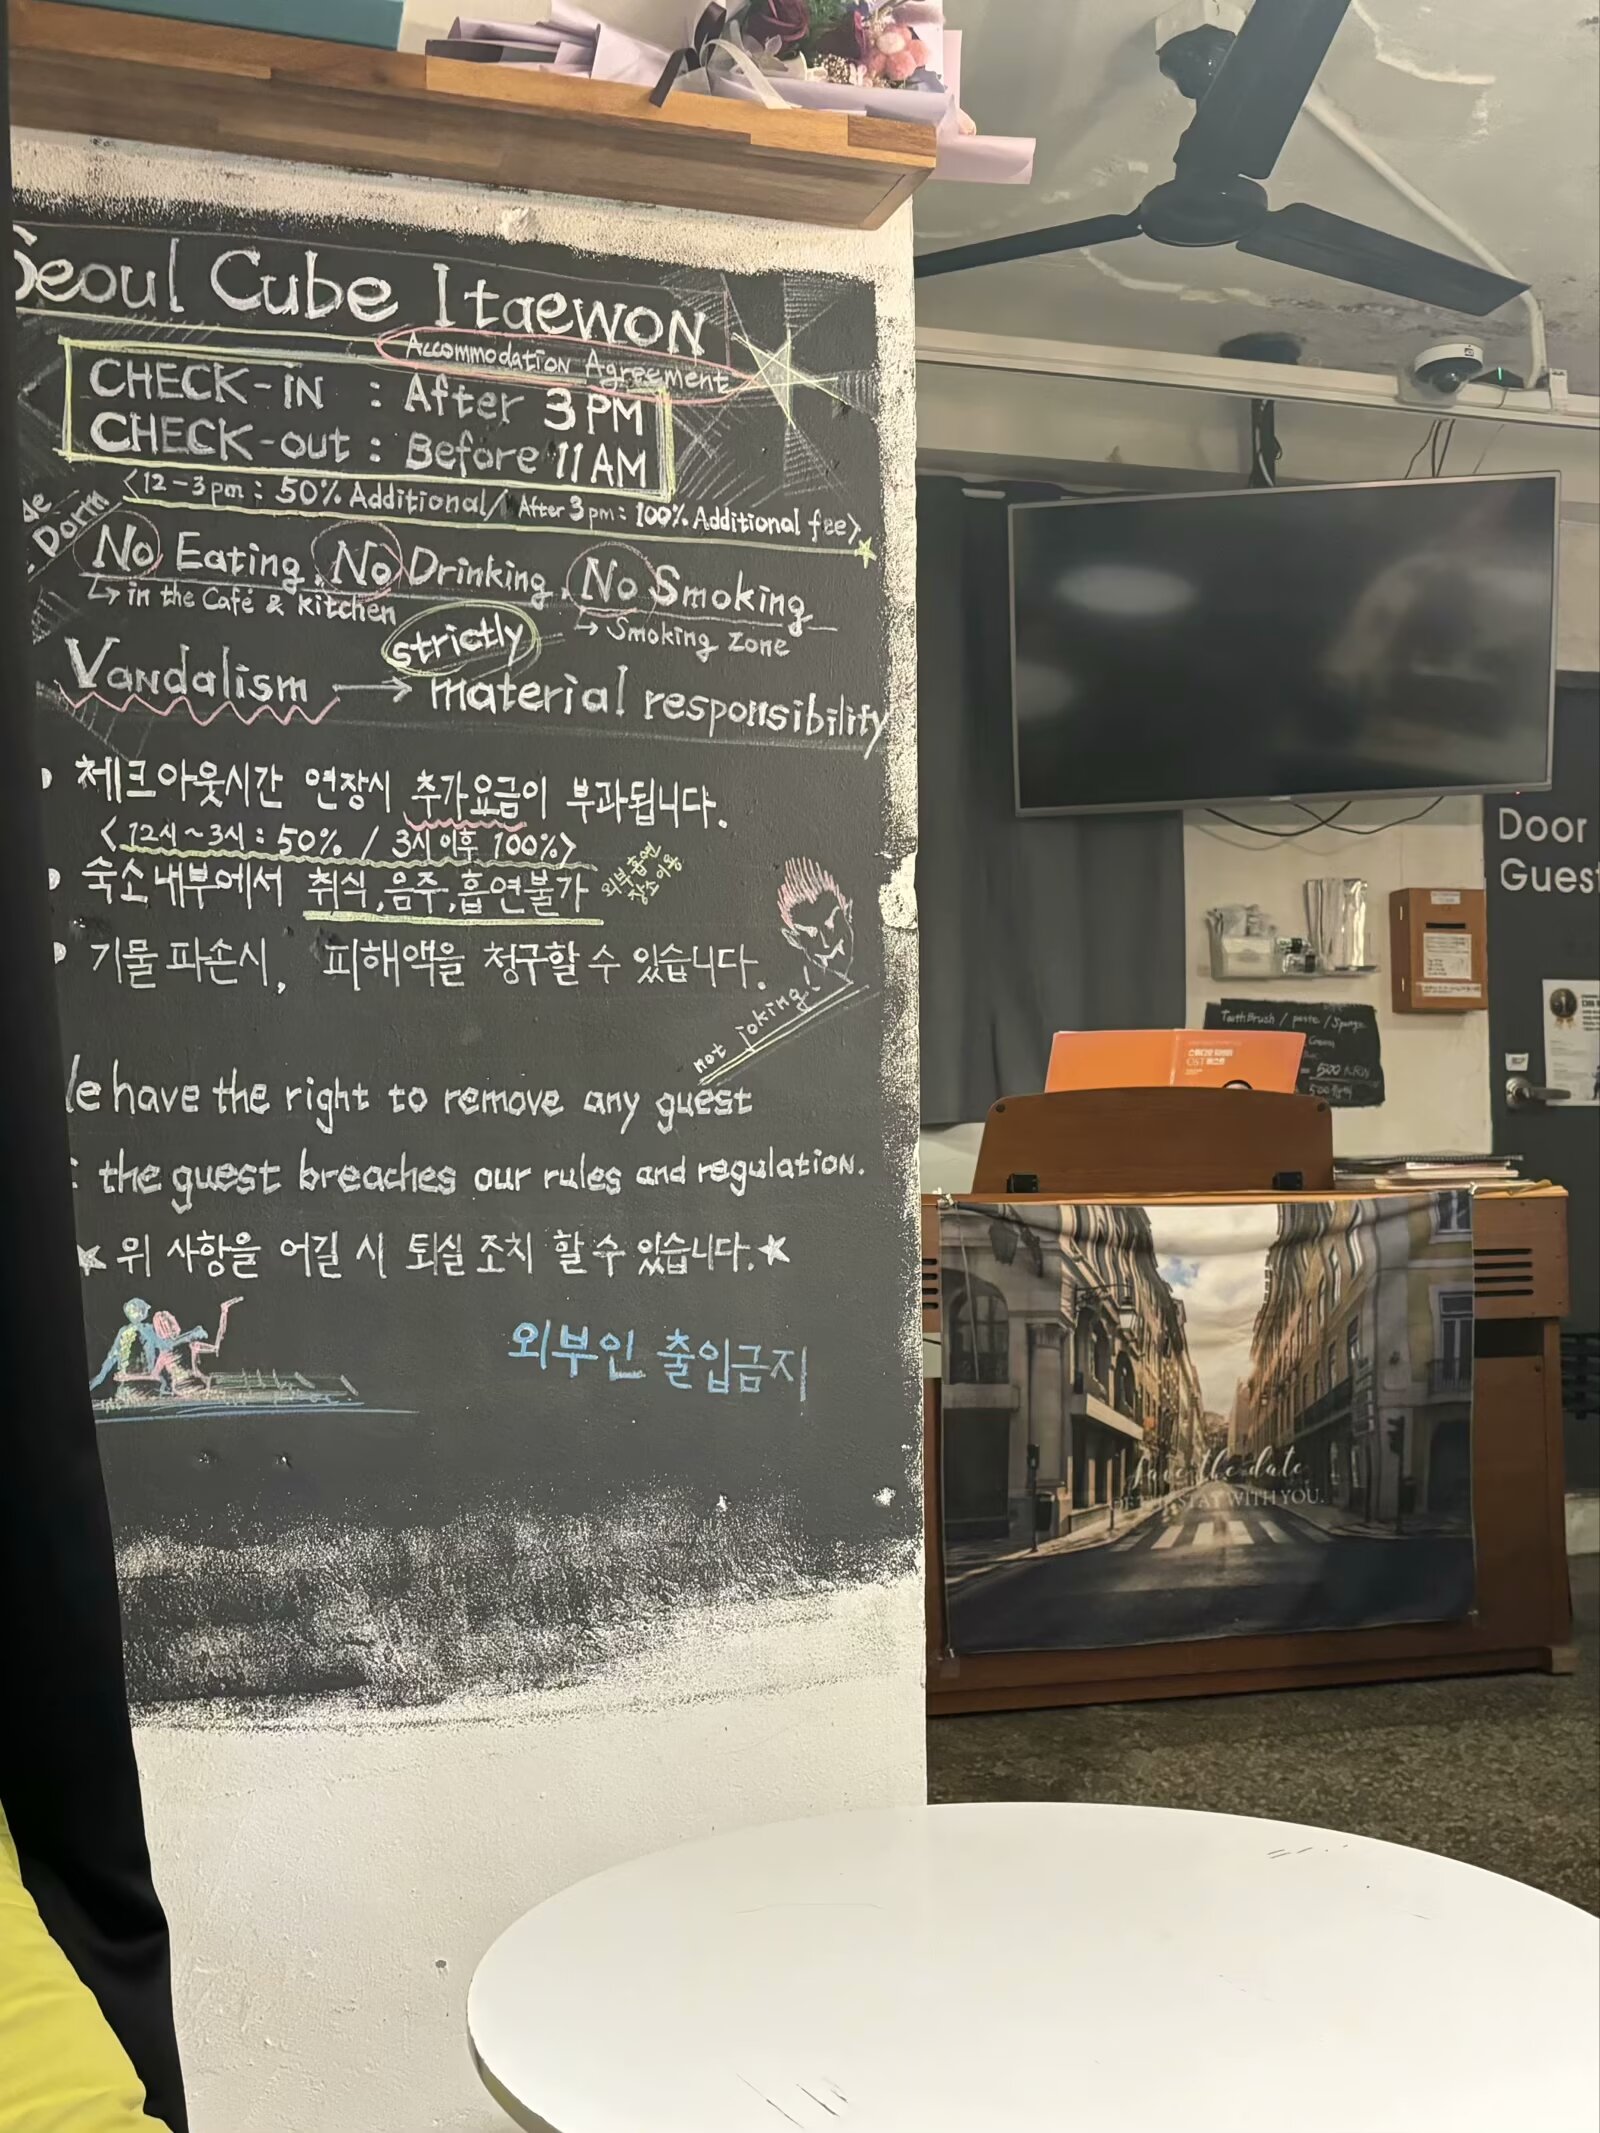 Seoul Cube Itaewon
Accommodation Agreement
CHECK-in : After 3 PM
CHECK-out : Before 11 AM
<12-3pm : 50% Additional / After 3pm : 100% Additional fee>
Dorm
No Eating, No Drinking, No Smoking
↳ in the Café & kitchen
↳ Smoking zone
strictly
Vandalism → material responsibility
• 체크아웃시간 연장시 추가요금이 부과됩니다.
<12시~3시 : 50% / 3시 이후 100%>
• 숙소내부에서 취식,음주,흡연불가
외부흡연
장소이용
• 기물파손시, 피해액을 청구할 수 있습니다.
not joking!
We have the right to remove any guest
the guest breaches our rules and regulation.
★ 위 사항을 어길 시 퇴실 조치 할 수 있습니다. ★
외부인 출입금지
Door
Guest
Tooth Brush / paste / Sponge
500 KRW
OST
Save the date
STAY WITH YOU.